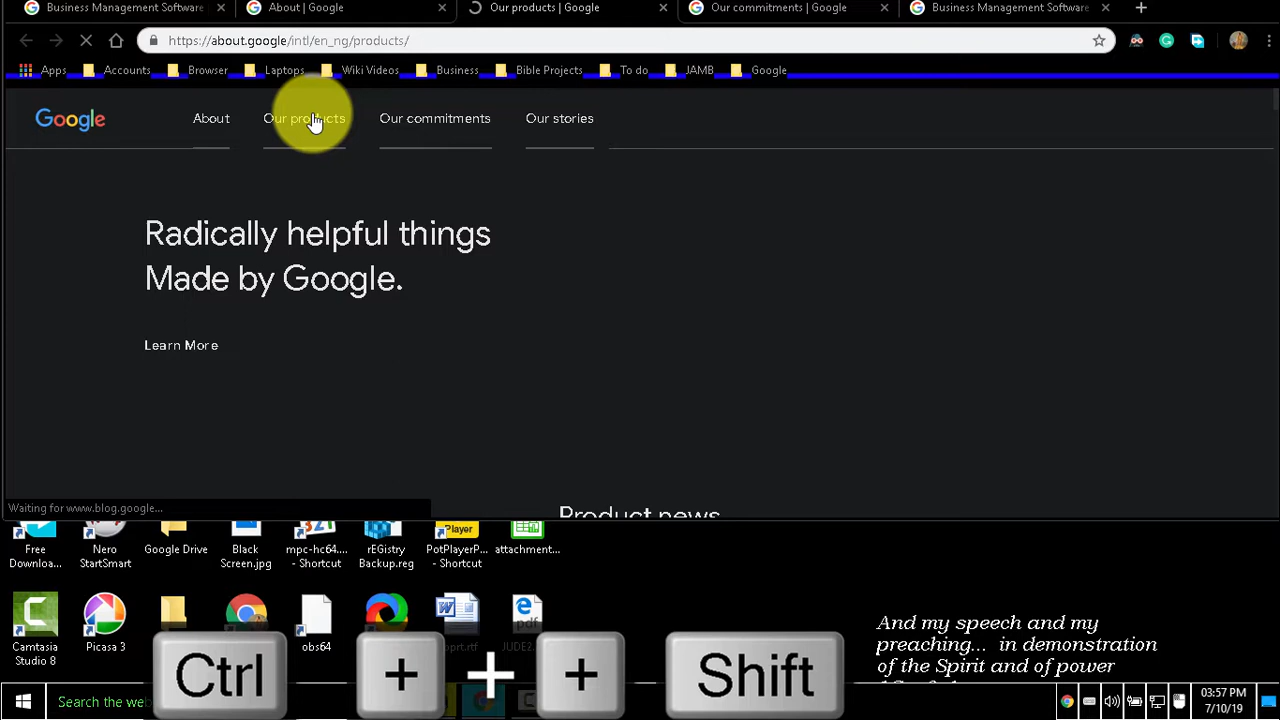 Business Management Software
About | Google
Our products | Google
Our commitments | Google
Business Management Software
https://about.google/intl/en_ng/products/
Apps
Accounts
Browser
Laptops
Wiki Videos
Business
Bible Projects
To do
JAMB
Google
Google
About
Our products
Our commitments
Our stories
Radically helpful things
Made by Google.
Learn More
Product news
Waiting for www.blog.google...
Free
Downloa...
Nero
StartSmart
Google Drive
Black
Screen.jpg
mpc-hc64....
- Shortcut
rEGistry
Backup.reg
Player
PotPlayerP...
- Shortcut
attachment...
Camtasia
Studio 8
Picasa 3
obs64
pdf
JUDE2
Ctrl + + + Shift
And my speech and my
preaching... in demonstration
of the Spirit and of power
Search the web
03:57 PM
7/10/19